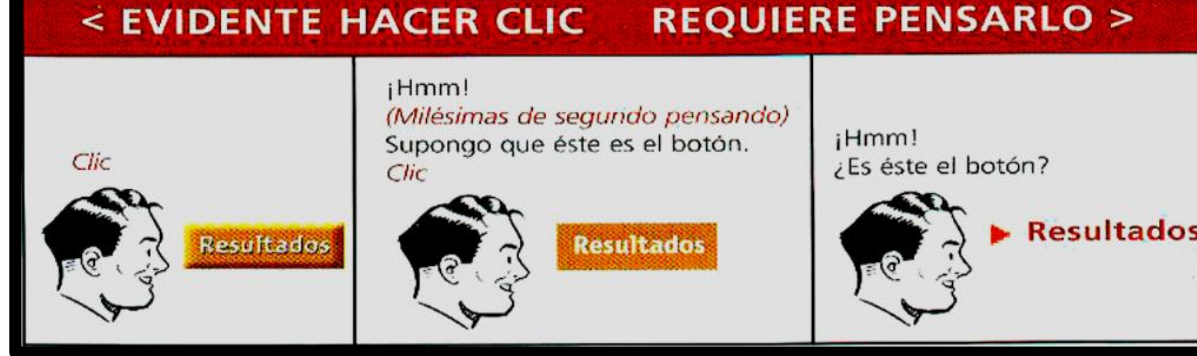 < EVIDENTE HACER CLIC REQUIERE PENSARLO >
Clic
Resultados
¡Hmm!
(Milésimas de segundo pensando)
Supongo que éste es el botón.
Clic
Resultados
¡Hmm!
¿Es éste el botón?
Resultados